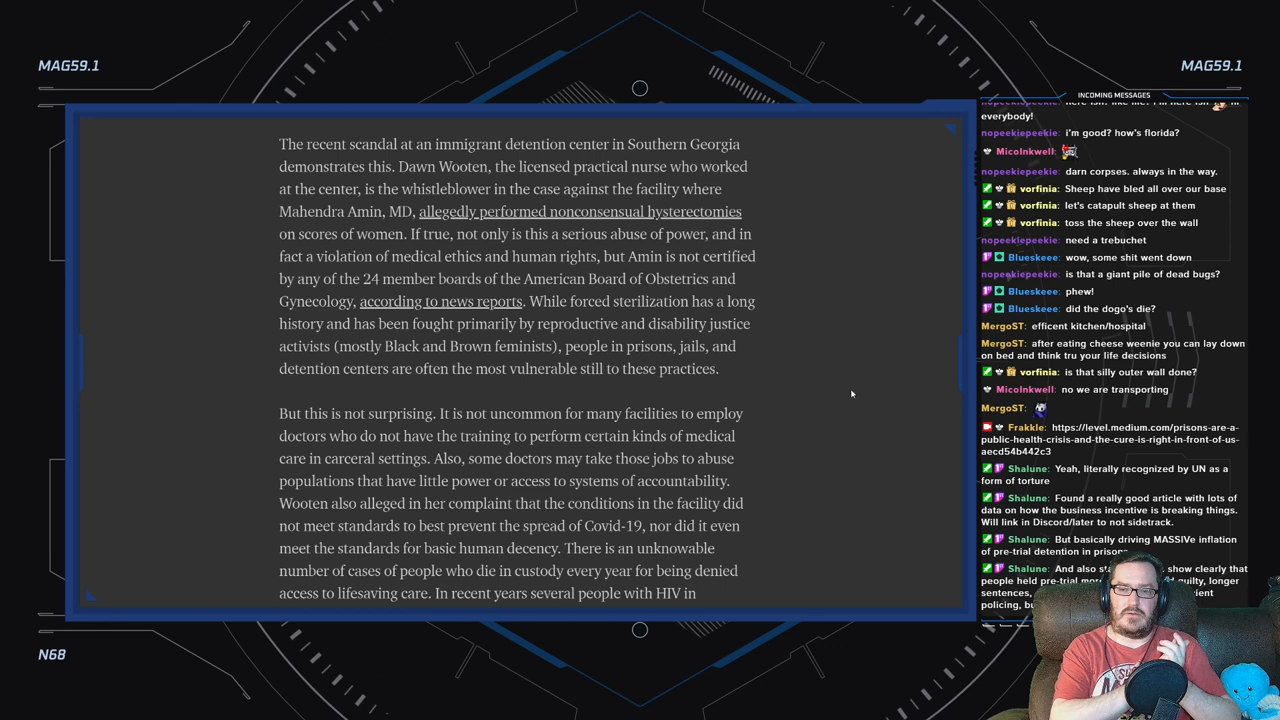 MAG59.1
MAG59.1
The recent scandal at an immigrant detention center in Southern Georgia
demonstrates this. Dawn Wooten, the licensed practical nurse who worked
at the center, is the whistleblower in the case against the facility where
Mahendra Amin, MD, allegedly performed nonconsensual hysterectomies
on scores of women. If true, not only is this a serious abuse of power, and in
fact a violation of medical ethics and human rights, but Amin is not certified
by any of the 24 member boards of the American Board of Obstetrics and
Gynecology, according to news reports. While forced sterilization has a long
history and has been fought primarily by reproductive and disability justice
activists (mostly Black and Brown feminists), people in prisons, jails, and
detention centers are often the most vulnerable still to these practices.
But this is not surprising. It is not uncommon for many facilities to employ
doctors who do not have the training to perform certain kinds of medical
care in carceral settings. Also, some doctors may take those jobs to abuse
populations that have little power or access to systems of accountability.
Wooten also alleged in her complaint that the conditions in the facility did
not meet standards to best prevent the spread of Covid-19, nor did it even
meet the standards for basic human decency. There is an unknowable
number of cases of people who die in custody every year for being denied
access to lifesaving care. In recent years several people with HIV in
N68
INCOMING MESSAGES
everybody!
nopeekiepeekie: i'm good? how's florida?
MicoInkwell:
nopeekiepeekie: darn corpses. always in the way.
vorfinia: Sheep have bled all over our base
vorfinia: let's catapult sheep at them
vorfinia: toss the sheep over the wall
nopeekiepeekie: need a trebuchet
Blueskeee: wow, some shit went down
nopeekiepeekie: is that a giant pile of dead bugs?
Blueskeee: phew!
Blueskeee: did the dogo's die?
MergoST: efficent kitchen/hospital
MergoST: after eating cheese weenie you can lay down
on bed and think tru your life decisions
vorfinia: is that silly outer wall done?
MicoInkwell: no we are transporting
MergoST:
Frakkle: https://level.medium.com/prisons-are-a-
public-health-crisis-and-the-cure-is-right-in-front-of-us-
aecd54b442c3
Shalune: Yeah, literally recognized by UN as a
form of torture
Shalune: Found a really good article with lots of
data on how the business incentive is breaking things.
Will link in Discord/later to not sidetrack.
Shalune: But basically driving MASSIVe inflation
of pre-trial detention in prisons
Shalune: And also show clearly that
people held pre-trial guilty, longer
sentences,
policing,